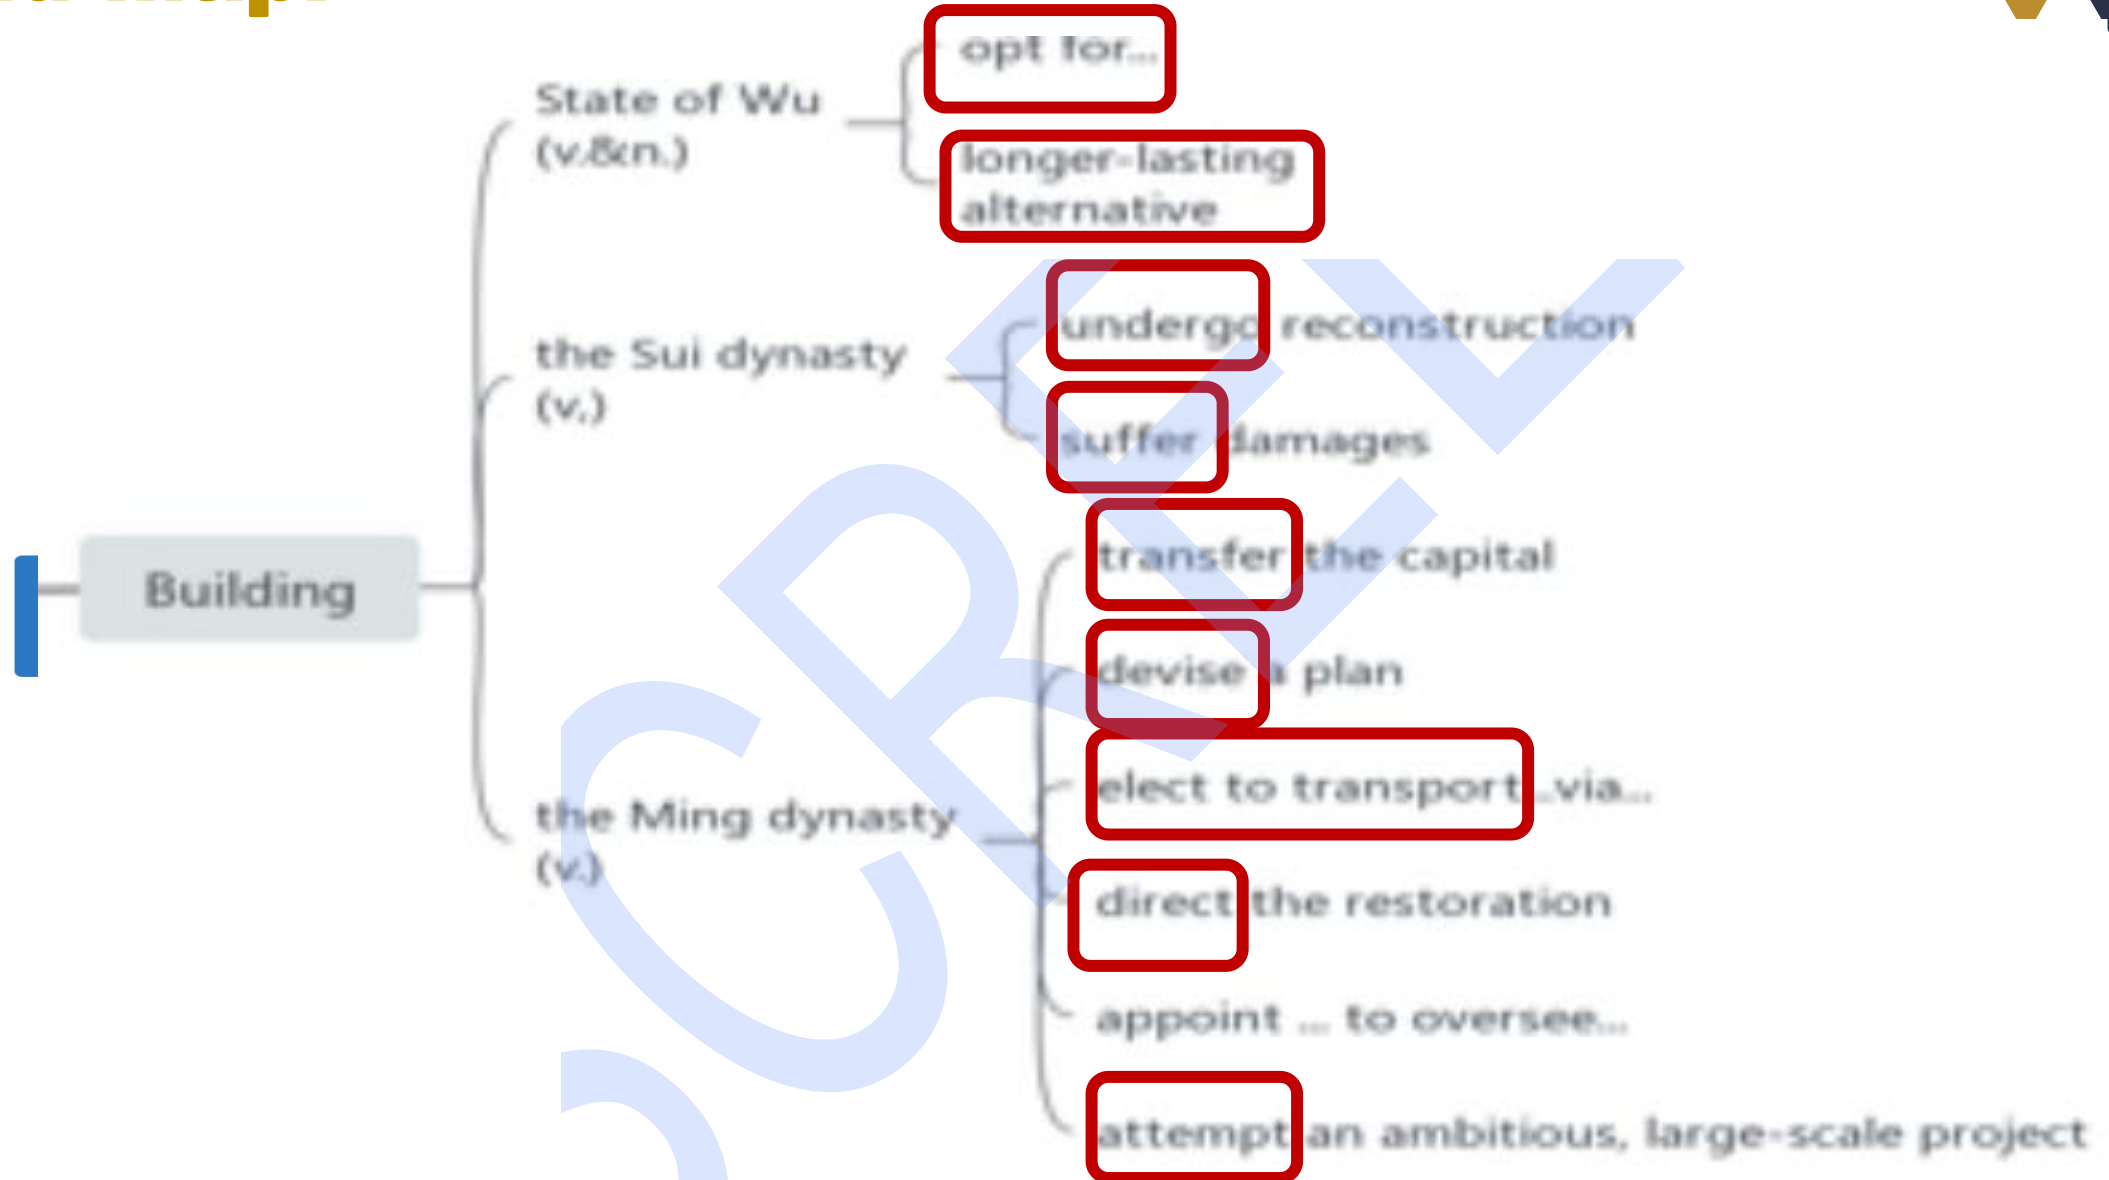 State of Wu
(v.&n.)
opt for...
longer-lasting
alternative
the Sui dynasty
(v.)
undergo reconstruction
suffer damages
Building
the Ming dynasty
(v.)
transfer the capital
devise a plan
elect to transport...via...
direct the restoration
appoint ... to oversee...
attempt an ambitious, large-scale project